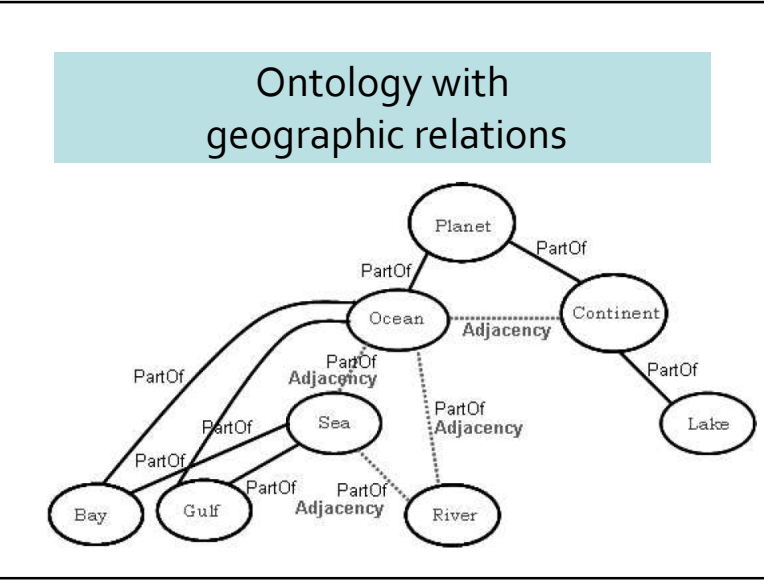 Ontology with
geographic relations
Planet
PartOf
PartOf
Ocean
Adjacency
Continent
PartOf
PartOf
Adjacency
PartOf
PartOf
Adjacency
Sea
Lake
PartOf
PartOf
PartOf
PartOf
Adjacency
Bay
Gulf
River